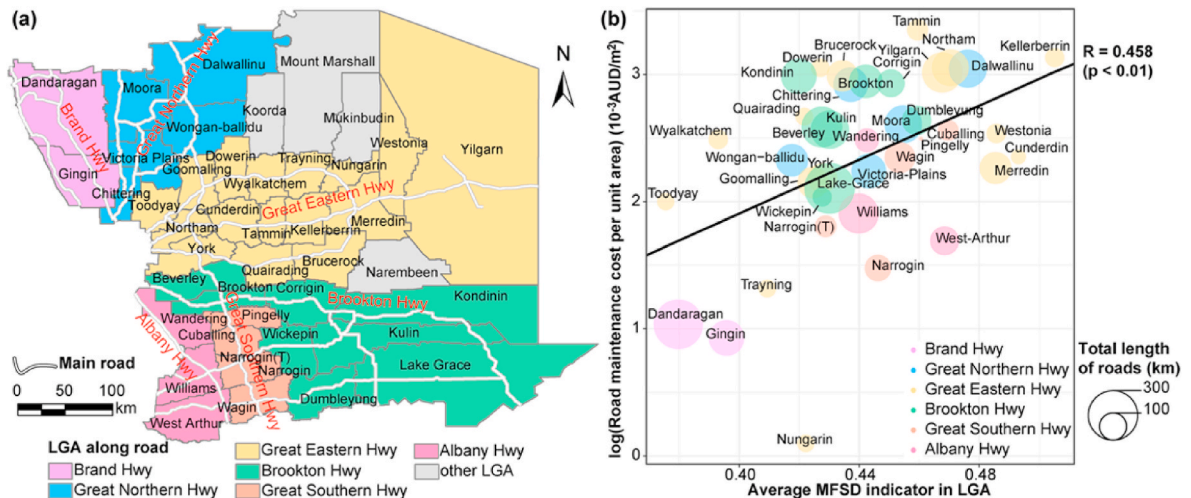 (a)
N
Dandaragan
Moora
Dalwallinu
Mount Marshall
Brand Hwy
Great Northern Hwy
Koorda
Mukinbudin
Wongan-ballidu
Westonia
Yilgarn
Gingin
Victoria Plains
Dowerin
Trayning
Goomalling
Nungarin
Chittering
Wyalkatchem
Toodyay
Cunderdin
Great Eastern Hwy
Merredin
Northam
Tammin
Kellerberrin
York
Brucerock
Quairading
Narembeen
Beverley
Brookton
Corrigin
Brookton Hwy
Kondinin
Albany Hwy
Wandering
Great Southern Hwy
Pingelly
Cuballing
Wickepin
Kulin
Main road
Narrogin(T)
Narrogin
Lake Grace
0 50 100
km
Williams
Wagin
Dumbleyung
West Arthur
LGA along road
Brand Hwy
Great Northern Hwy
Great Eastern Hwy
Brookton Hwy
Great Southern Hwy
Albany Hwy
other LGA
(b)
log(Road maintenance cost per unit area) (10⁻³AUD/m²)
3
2
1
0
Tammin
Brucerock
Northam
Yilgarn
Kellerberrin
Dowerin
Corrigin
Kondinin
Brookton
Dalwallinu
Chittering
Quairading
Kulin
Dumbleyung
Moora
Wyalkatchem
Beverley
Wandering
Cuballing
Westonia
Pingelly
Cunderdin
Wongan-ballidu
York
Wagin
Goomalling
Victoria-Plains
Merredin
Toodyay
Lake-Grace
Wickepin
Williams
Narrogin(T)
West-Arthur
Narrogin
Trayning
Dandaragan
Gingin
Nungarin
R = 0.458
(p < 0.01)
Brand Hwy
Great Northern Hwy
Great Eastern Hwy
Brookton Hwy
Great Southern Hwy
Albany Hwy
Total length
of roads (km)
300
100
0.40 0.44 0.48
Average MFSD indicator in LGA